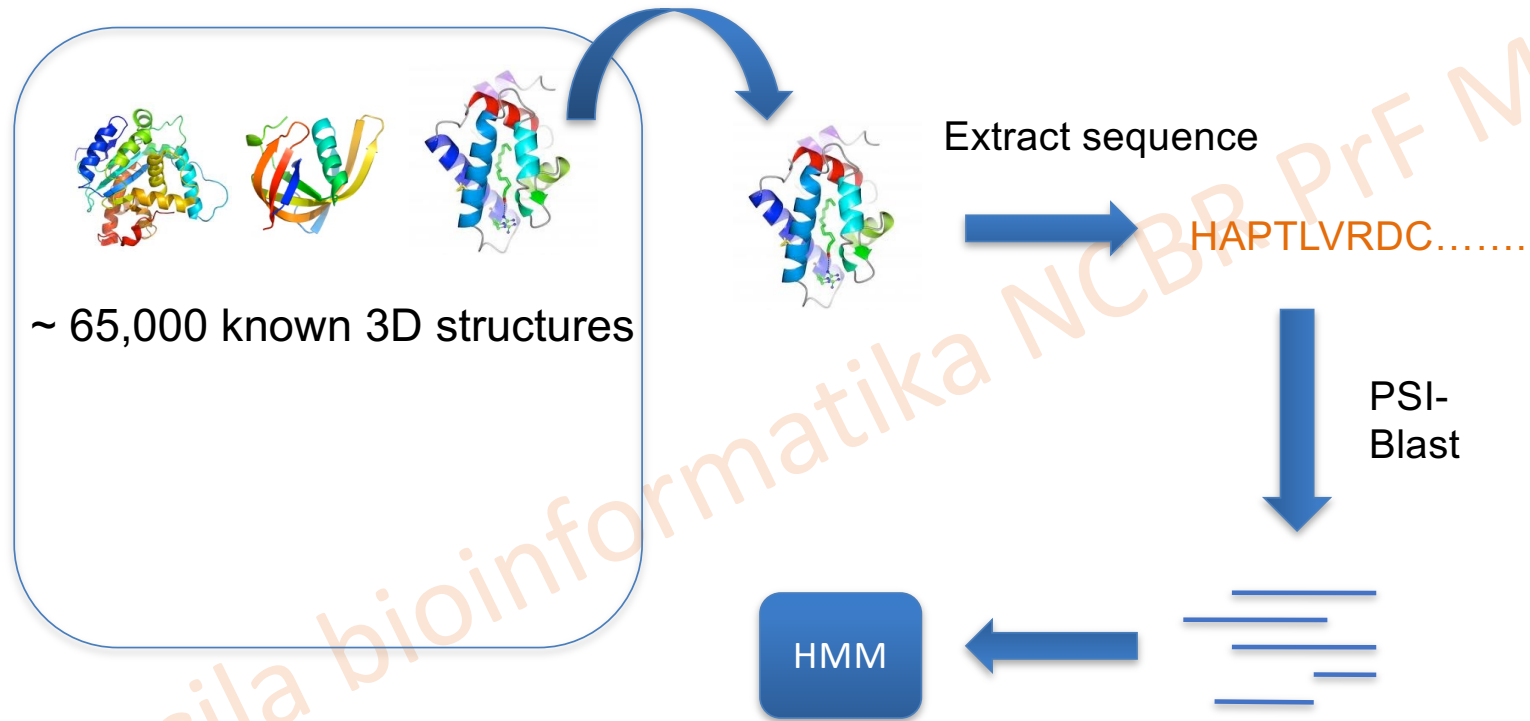 ~ 65,000 known 3D structures
Extract sequence
HAPTLVRDC.......
PSI-
Blast
HMM
bioinformatika NCBR PrF